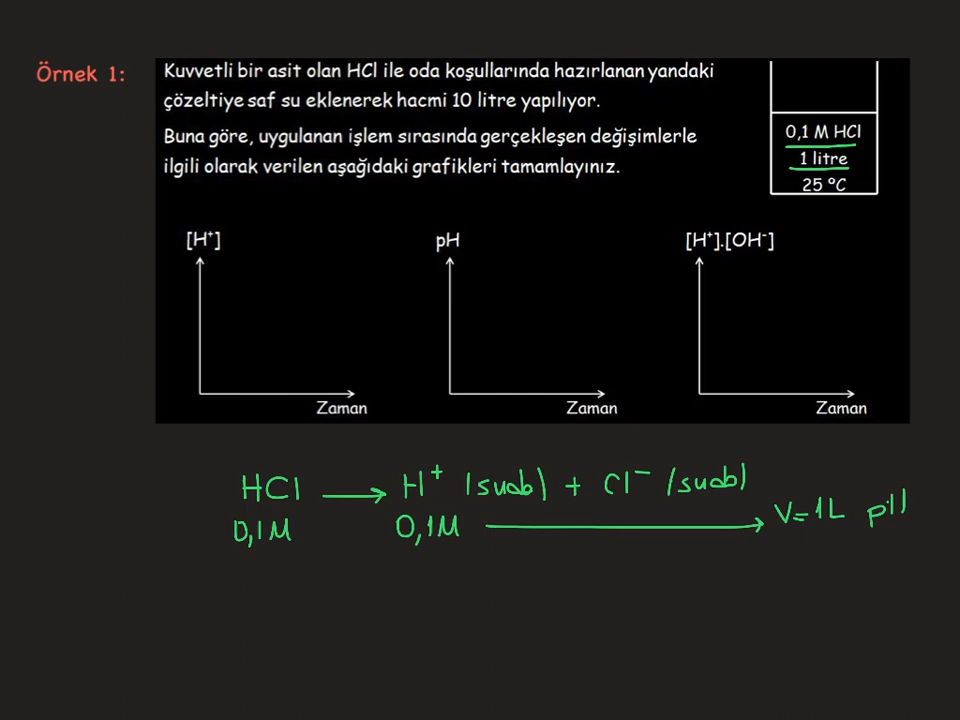 Örnek 1:
Kuvvetli bir asit olan HCl ile oda koşullarında hazırlanan yandaki
çözeltiye saf su eklenerek hacmi 10 litre yapılıyor.
Buna göre, uygulanan işlem sırasında gerçekleşen değişimlerle
ilgili olarak verilen aşağıdaki grafikleri tamamlayınız.
0,1 M HCl
1 litre
25 ºC
[H⁺]
pH
[H⁺].[OH⁻]
Zaman
Zaman
Zaman
HCl → H⁺ (suda) + Cl⁻ (suda)
0,1M 0,1M → V=1L pH